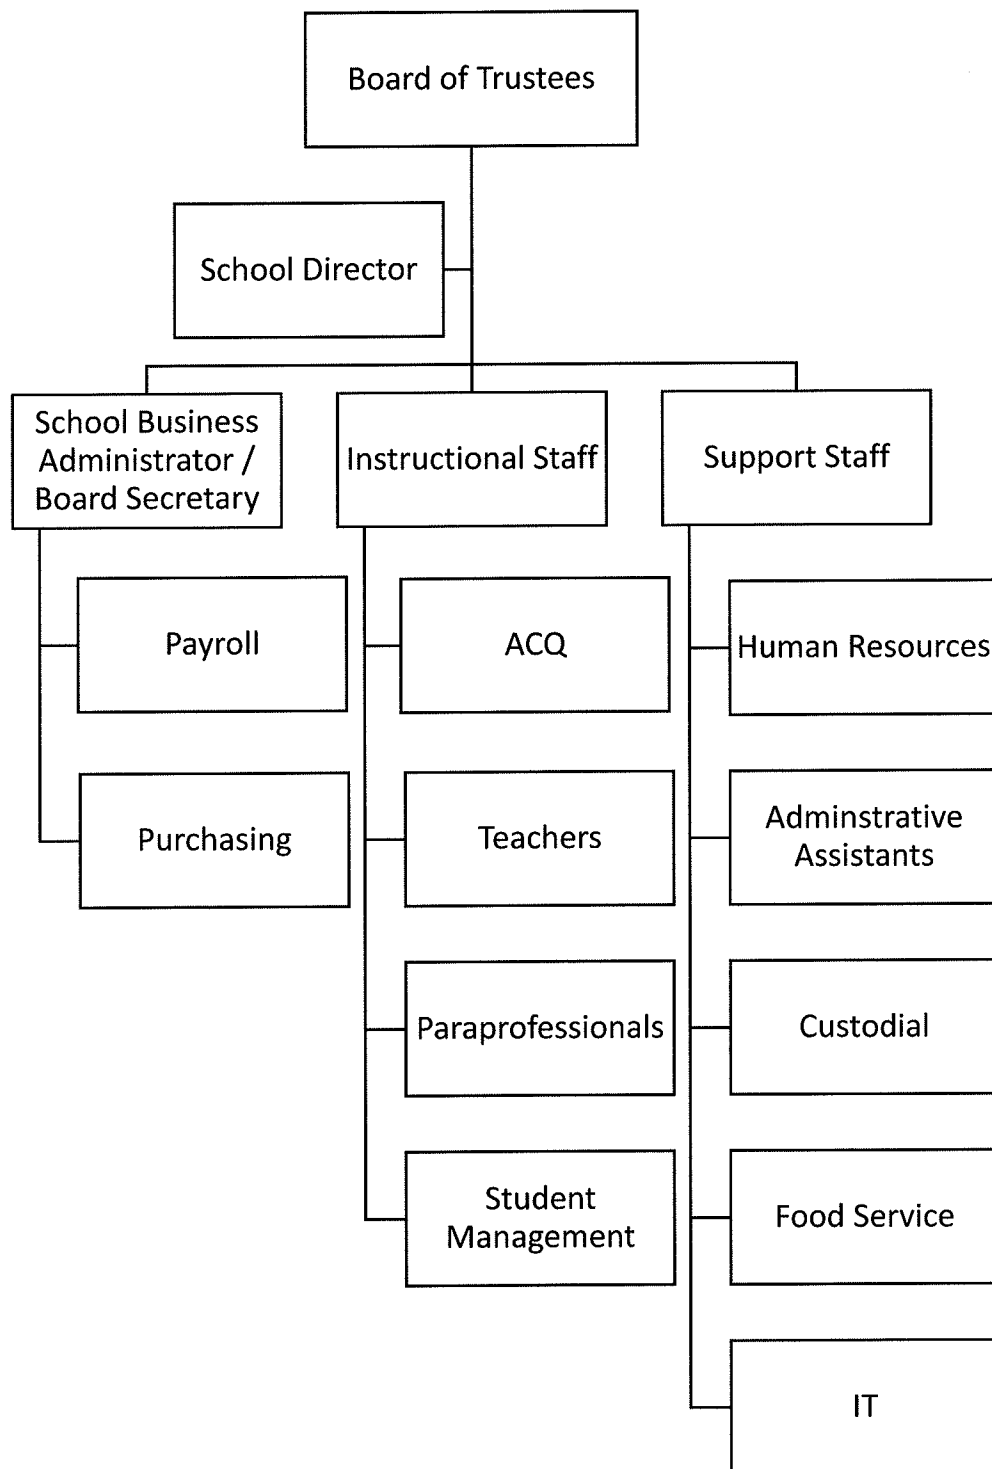 Board of Trustees
School Director
School Business
Administrator /
Board Secretary
Instructional Staff
Support Staff
Payroll
ACQ
Human Resources
Purchasing
Teachers
Adminstrative
Assistants
Paraprofessionals
Custodial
Student
Management
Food Service
IT